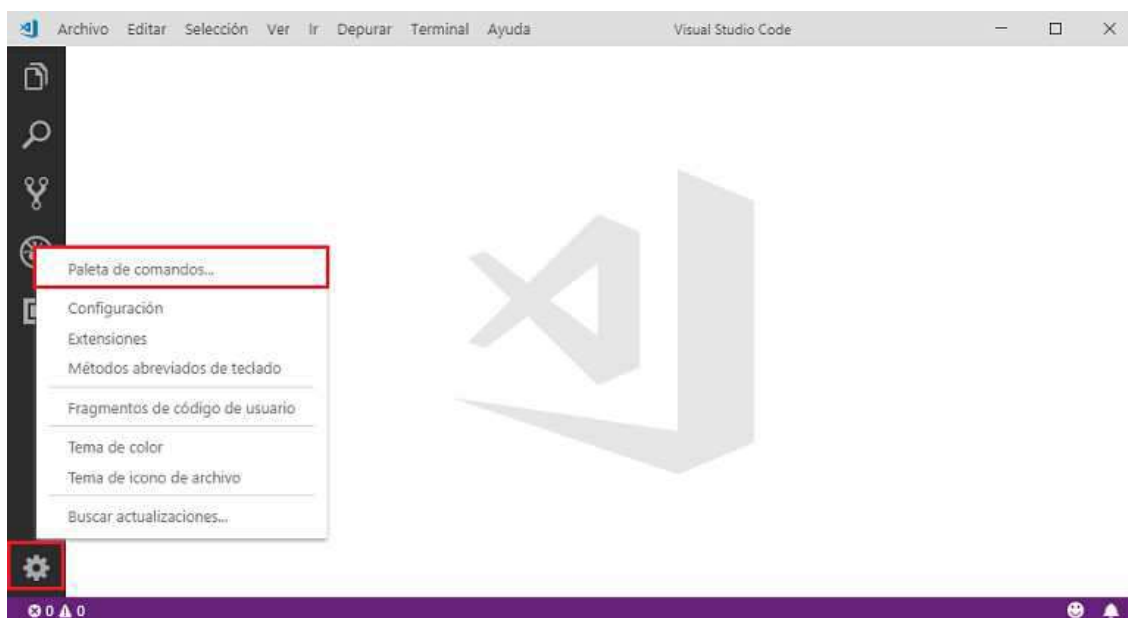 Archivo Editar Selección Ver Ir Depurar Terminal Ayuda Visual Studio Code
Paleta de comandos...
Configuración
Extensiones
Métodos abreviados de teclado
Fragmentos de código de usuario
Tema de color
Tema de icono de archivo
Buscar actualizaciones...
0 0